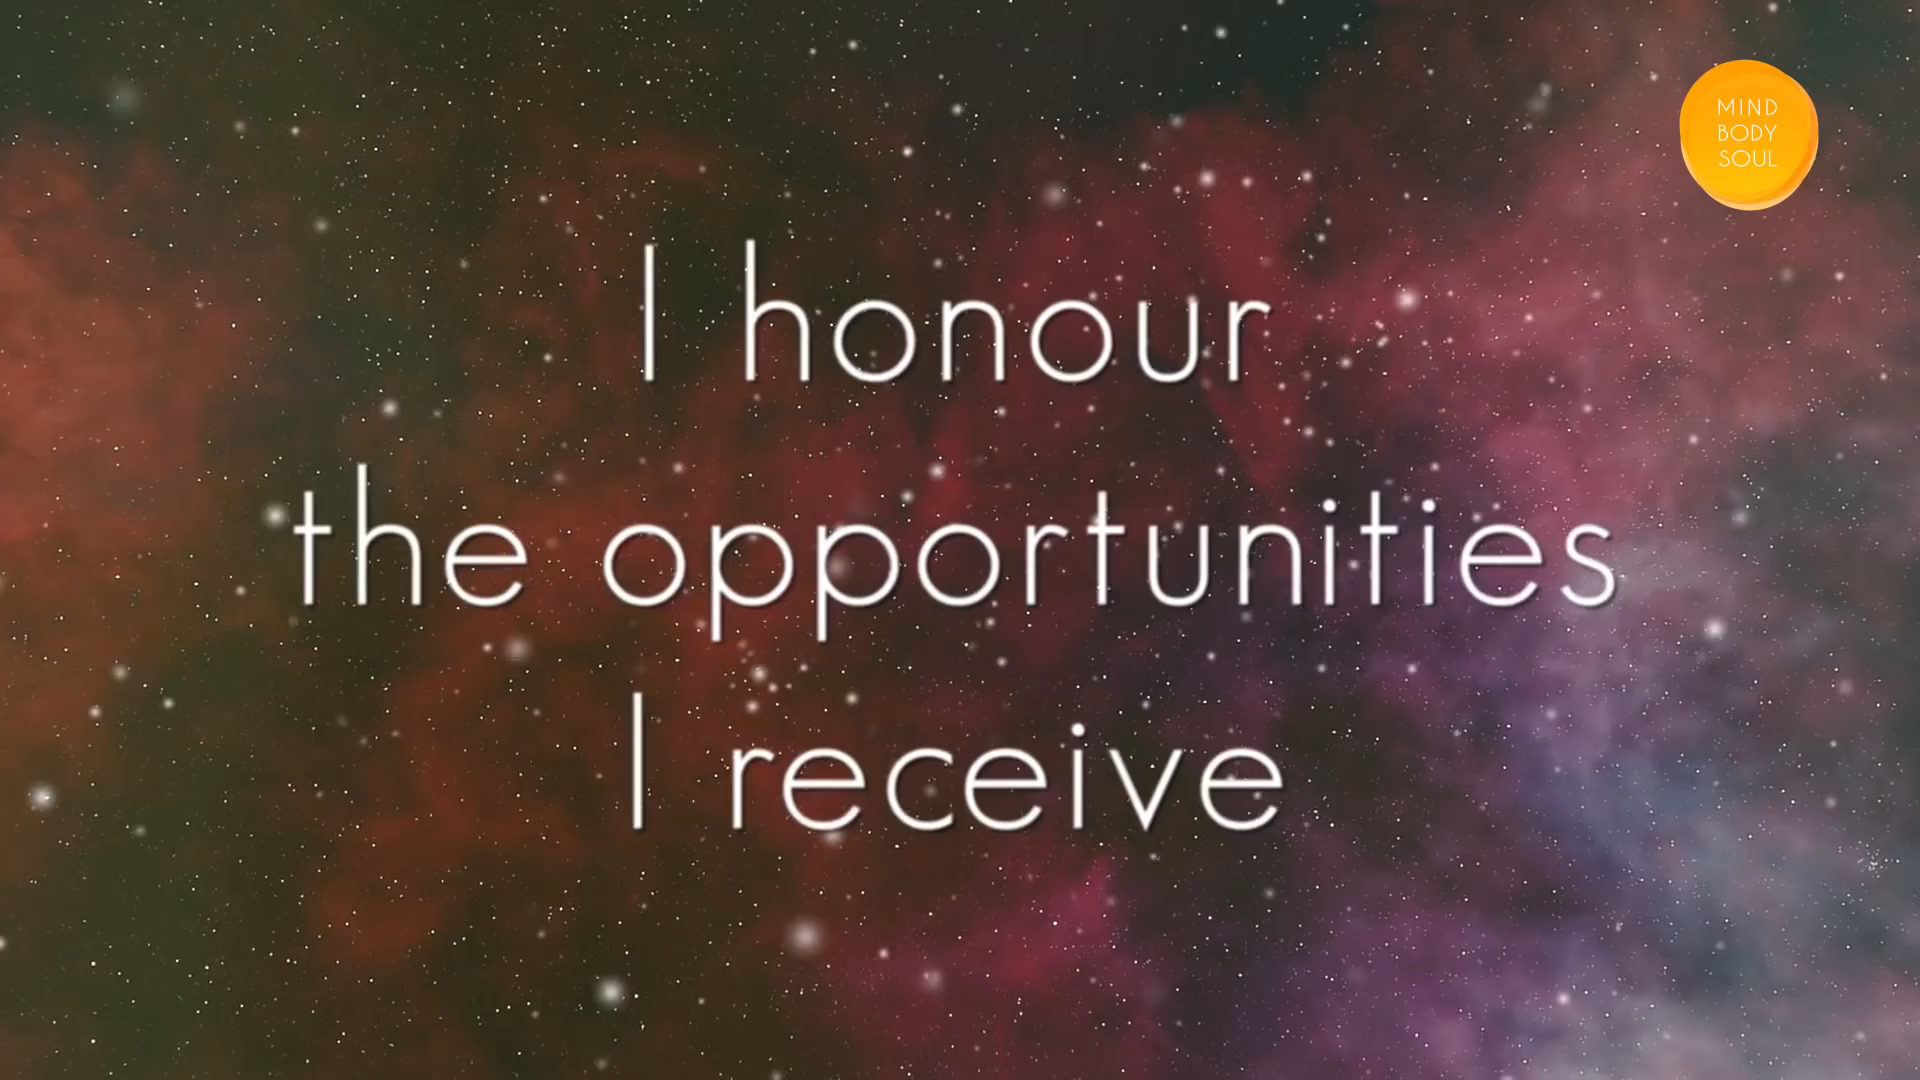 MIND
BODY
SOUL
I honour
the opportunities
I receive